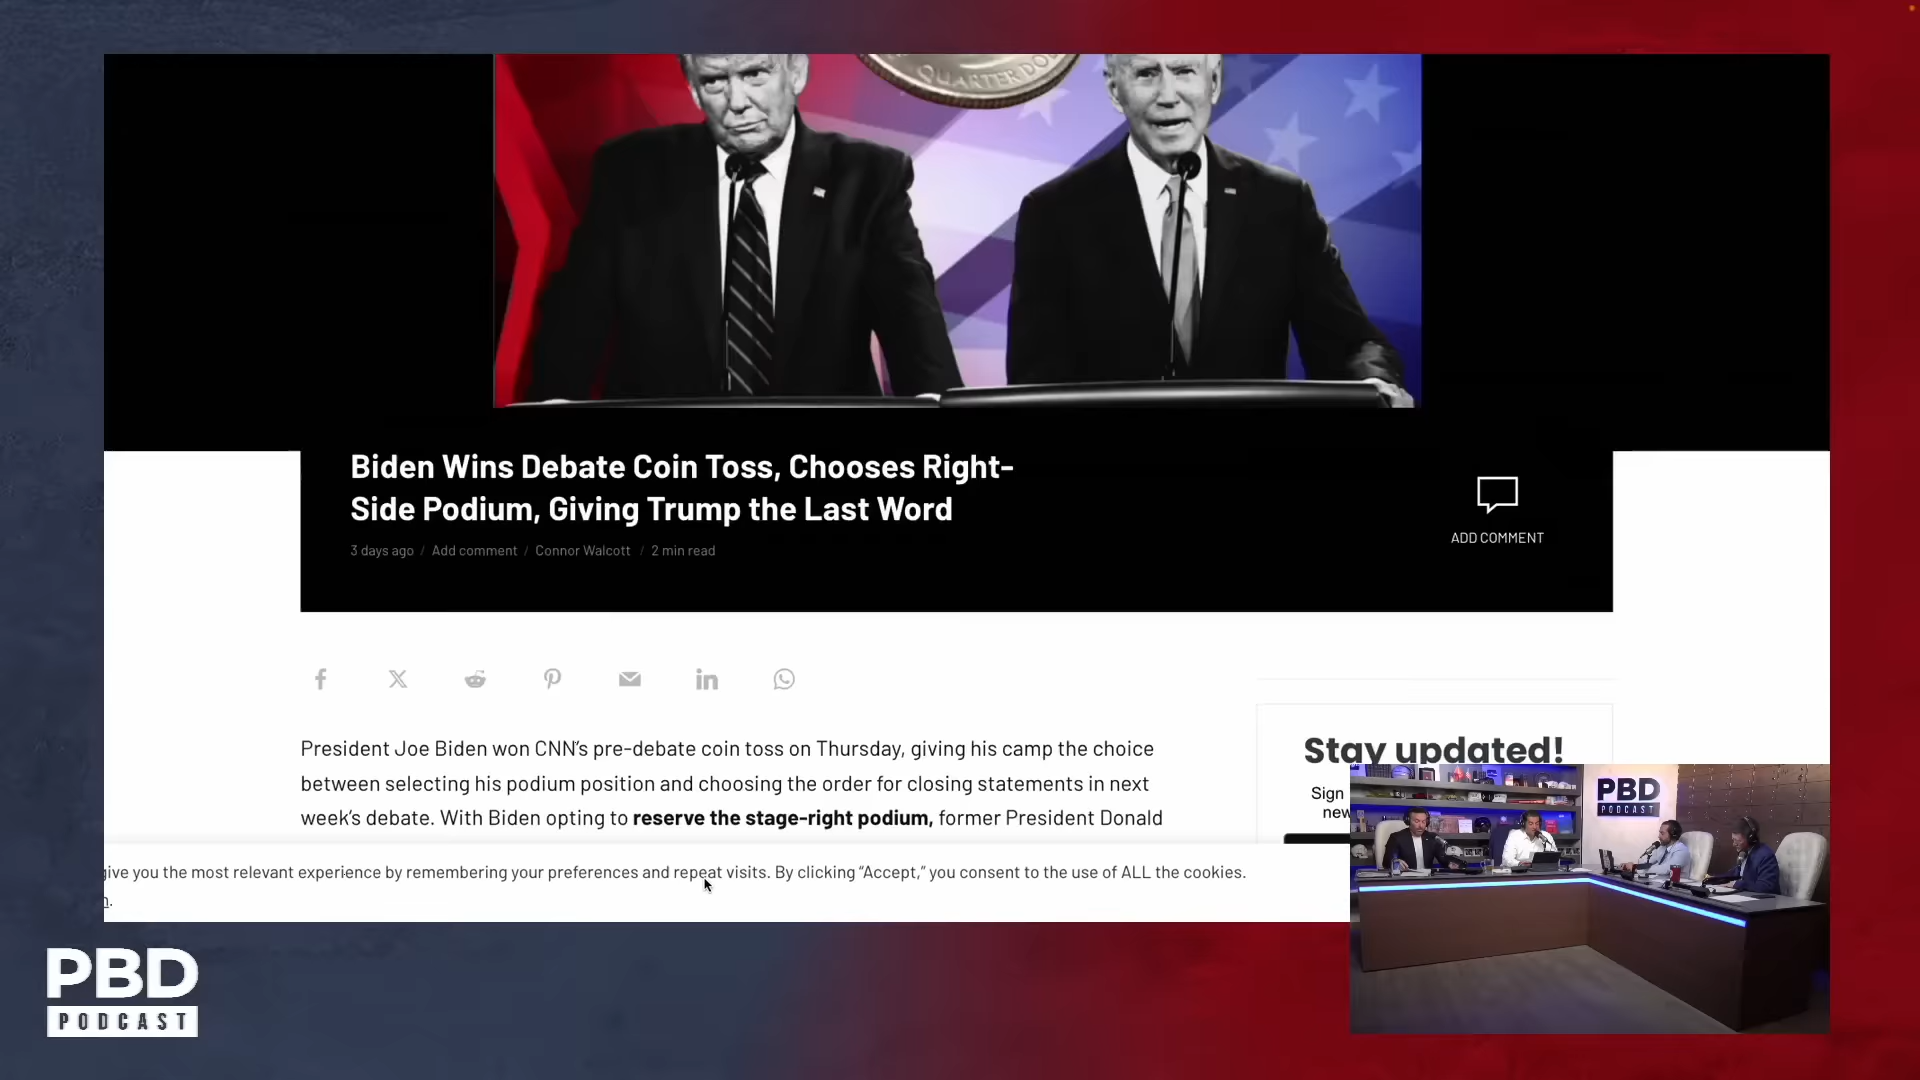 QUARTER DO
Biden Wins Debate Coin Toss, Chooses Right-
Side Podium, Giving Trump the Last Word
3 days ago / Add comment / Connor Walcott / 2 min read
ADD COMMENT
President Joe Biden won CNN’s pre-debate coin toss on Thursday, giving his camp the choice
between selecting his podium position and choosing the order for closing statements in next
week’s debate. With Biden opting to reserve the stage-right podium, former President Donald
Stay updated!
Sign
new
give you the most relevant experience by remembering your preferences and repeat visits. By clicking “Accept,” you consent to the use of ALL the cookies.
PBD
PODCAST
PBD
PODCAST